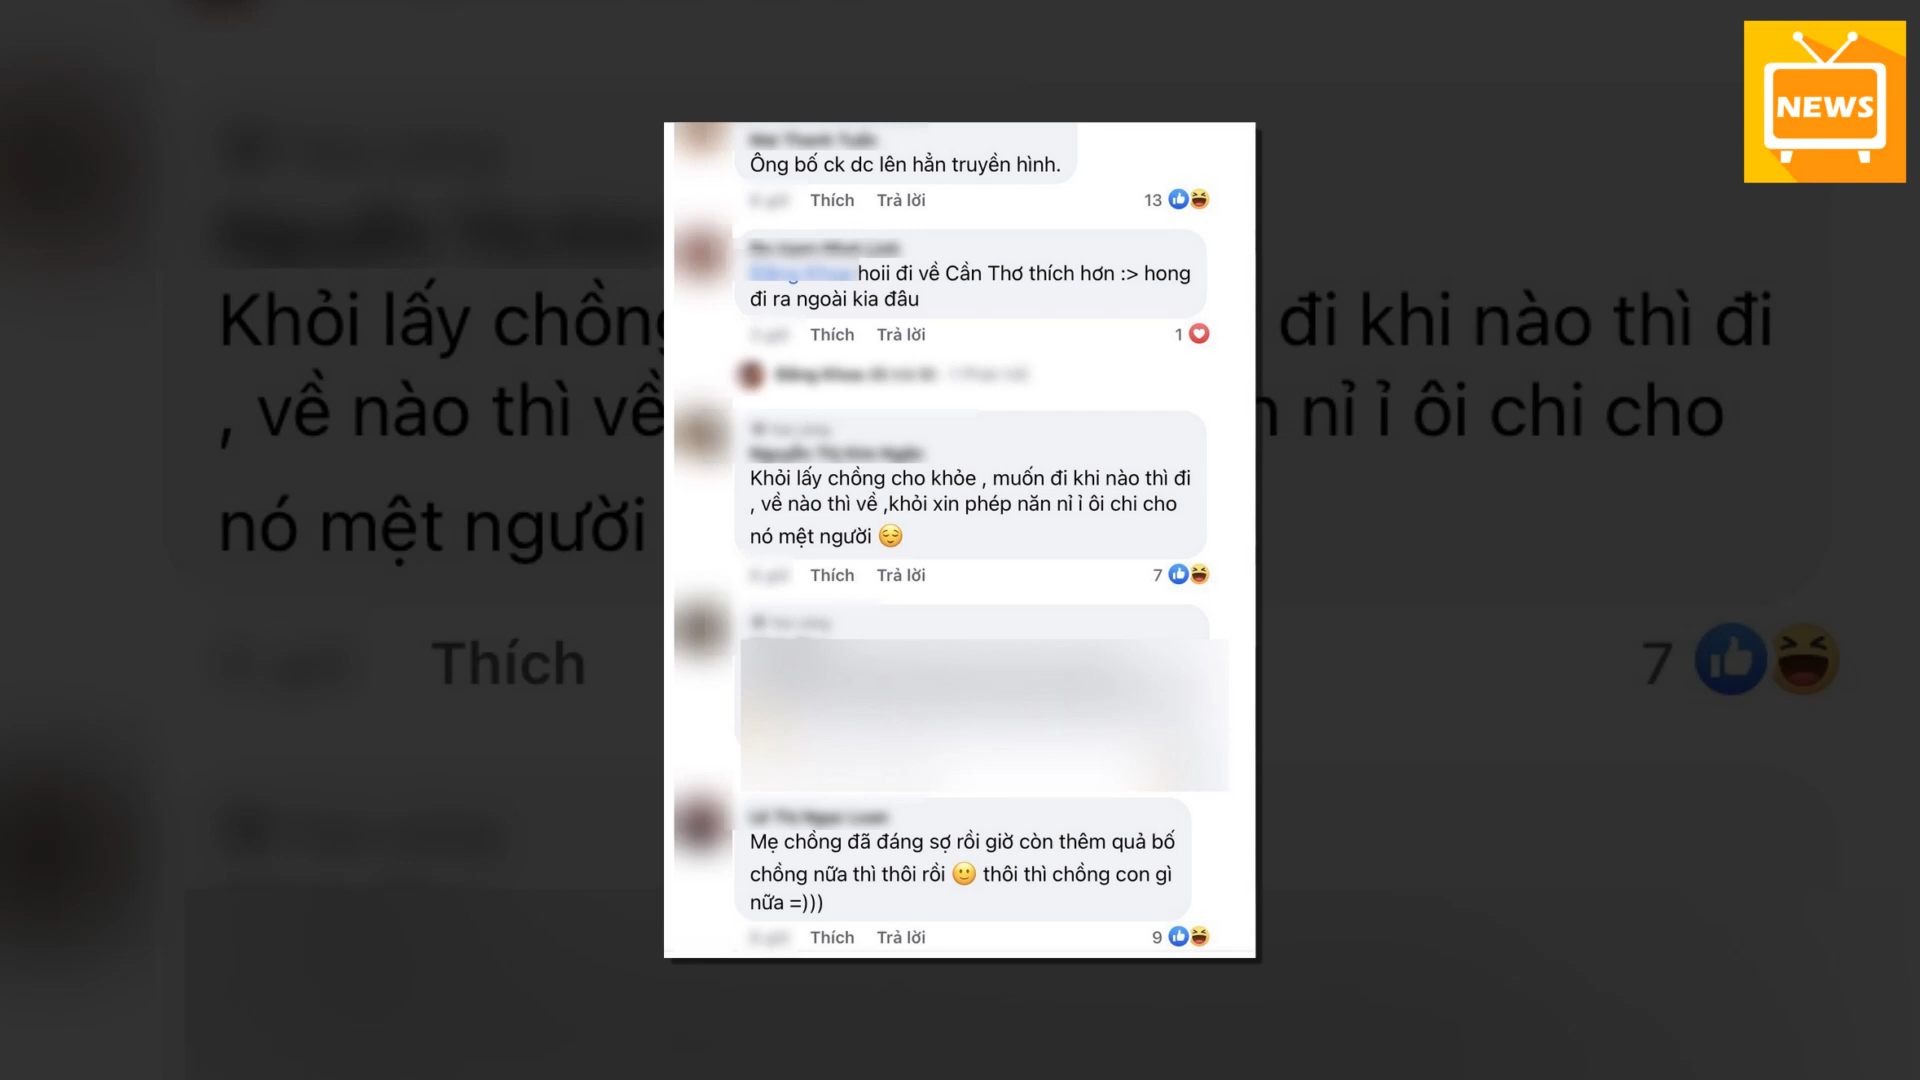 NEWS
Ông bố ck dc lên hẳn truyền hình.
Thích Trả lời 13
hoii đi về Cần Thơ thích hơn :> hong
đi ra ngoài kia đâu
Thích Trả lời 1
Khỏi lấy chồng cho khỏe , muốn đi khi nào thì đi
, về nào thì về ,khỏi xin phép năn nỉ ỉ ôi chi cho
nó mệt người 😌
Thích Trả lời 7
Mẹ chồng đã đáng sợ rồi giờ còn thêm quả bố
chồng nữa thì thôi rồi 🙂 thôi thì chồng con gì
nữa =)))
Thích Trả lời 9
Khỏi lấy chồng
đi khi nào thì đi
, về nào thì về
nỉ ỉ ôi chi cho
nó mệt người
Thích 7